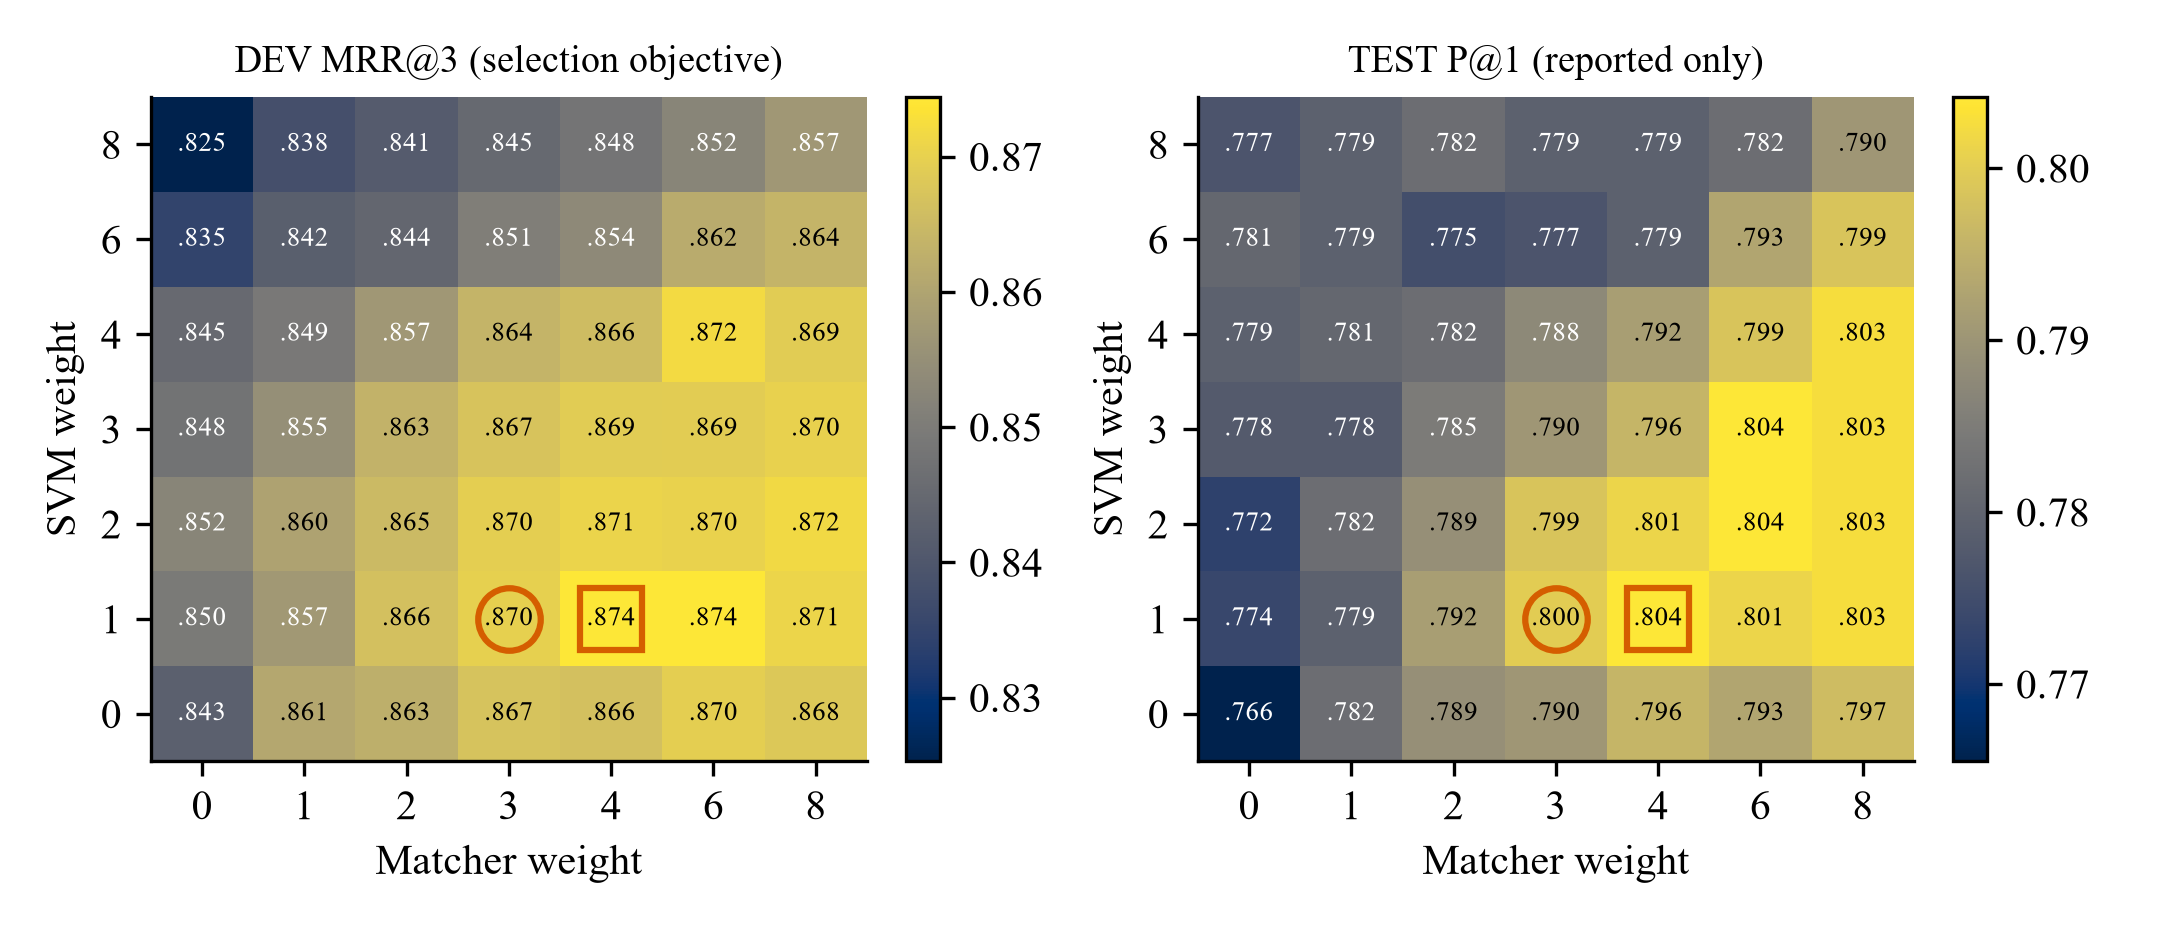 DEV MRR@3 (selection objective)
SVM weight
8 .825 .838 .841 .845 .848 .852 .857
6 .835 .842 .844 .851 .854 .862 .864
4 .845 .849 .857 .864 .866 .872 .869
3 .848 .855 .863 .867 .869 .869 .870
2 .852 .860 .865 .870 .871 .870 .872
1 .850 .857 .866 .870 .874 .874 .871
0 .843 .861 .863 .867 .866 .870 .868
0 1 2 3 4 6 8
Matcher weight
0.87
0.86
0.85
0.84
0.83
TEST P@1 (reported only)
SVM weight
8 .777 .779 .782 .779 .779 .782 .790
6 .781 .779 .775 .777 .779 .793 .799
4 .779 .781 .782 .788 .792 .799 .803
3 .778 .778 .785 .790 .796 .804 .803
2 .772 .782 .789 .799 .801 .804 .803
1 .774 .779 .792 .800 .804 .801 .803
0 .766 .782 .789 .790 .796 .793 .797
0 1 2 3 4 6 8
Matcher weight
0.80
0.79
0.78
0.77